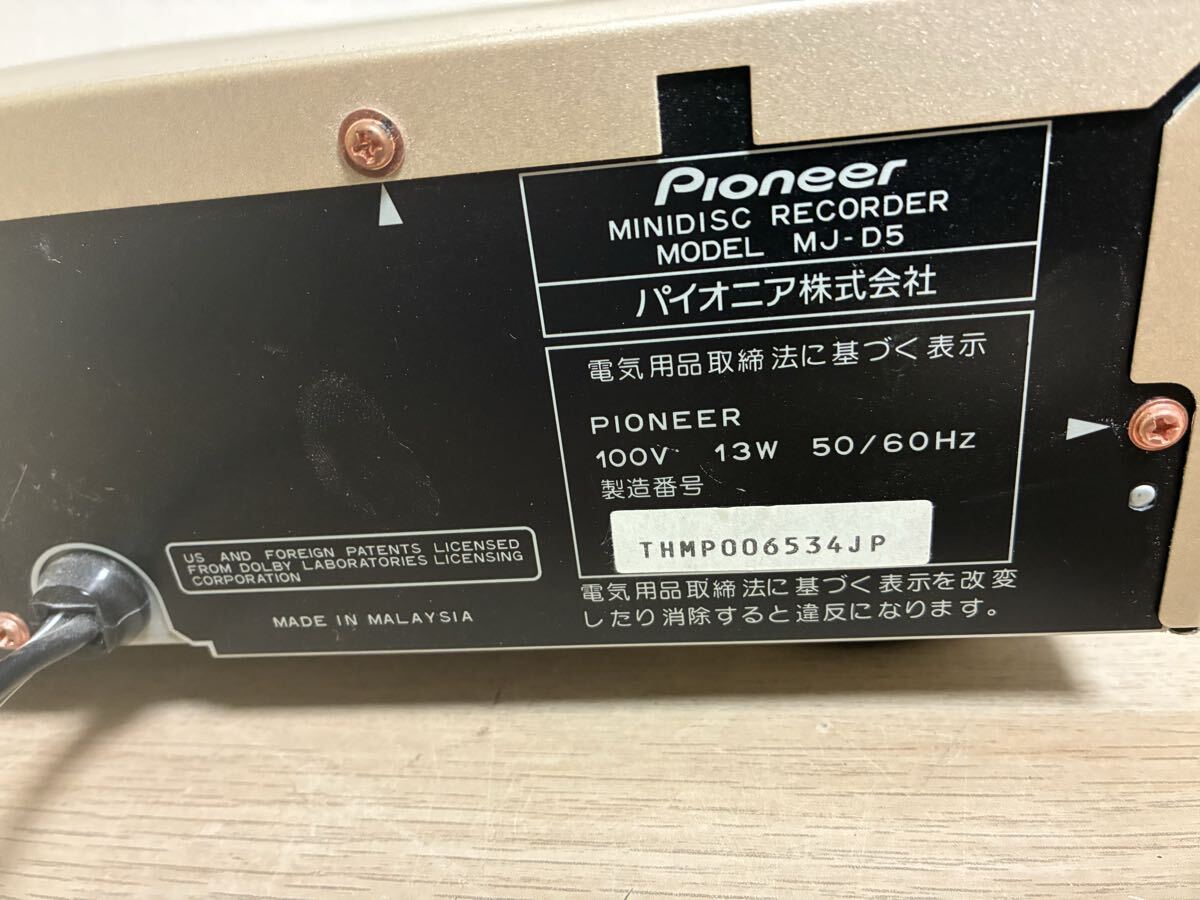 Pioneer
MINIDISC RECORDER
MODEL MJ-D5
パイオニア株式会社
電気用品取締法に基づく表示
PIONEER
100V 13W 50/60Hz
製造番号
THMP006534JP
電気用品取締法に基づく表示を改変
したり消除すると違反になります。
US AND FOREIGN PATENTS LICENSED
FROM DOLBY LABORATORIES LICENSING
CORPORATION
MADE IN MALAYSIA